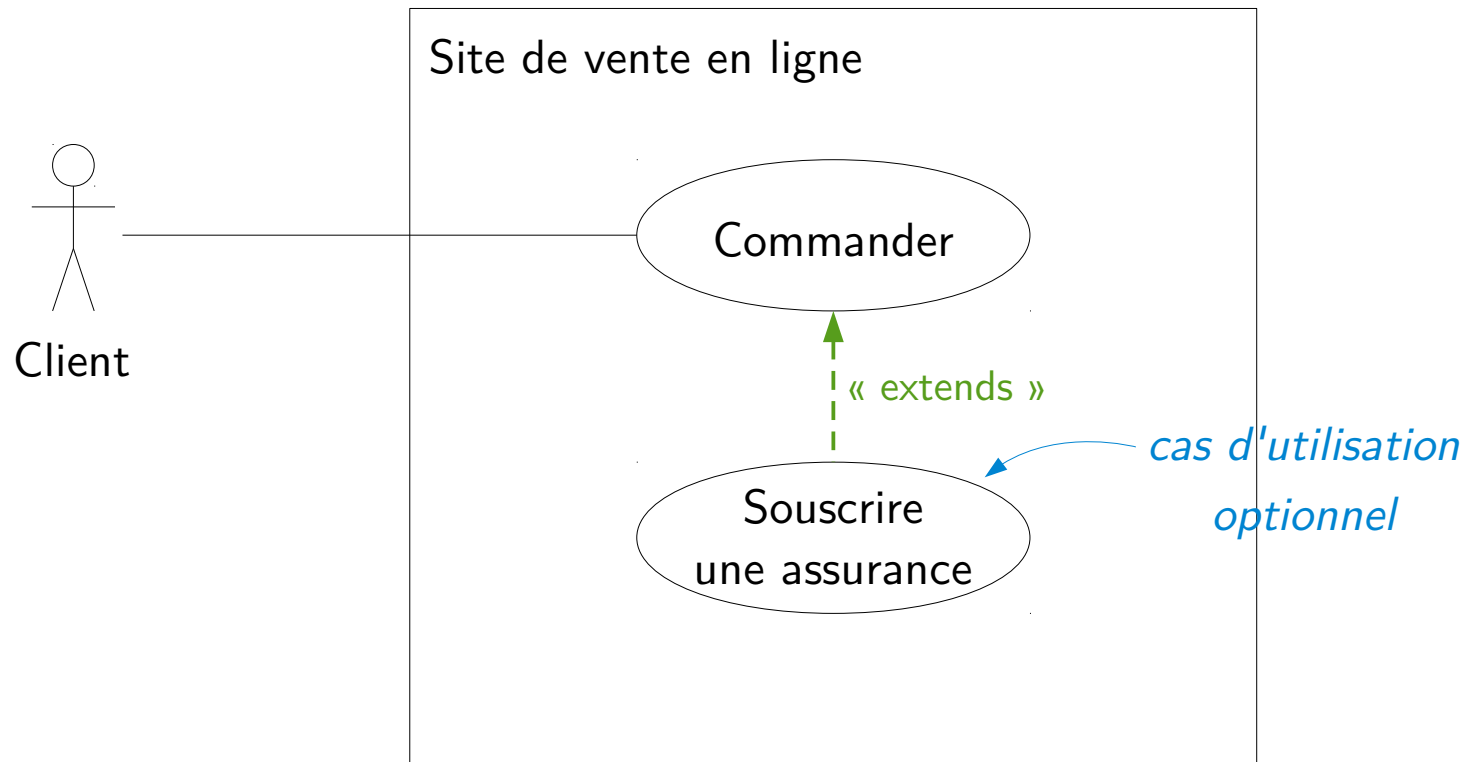 Site de vente en ligne
Commander
Client
« extends »
cas d'utilisation
optionnel
Souscrire
une assurance